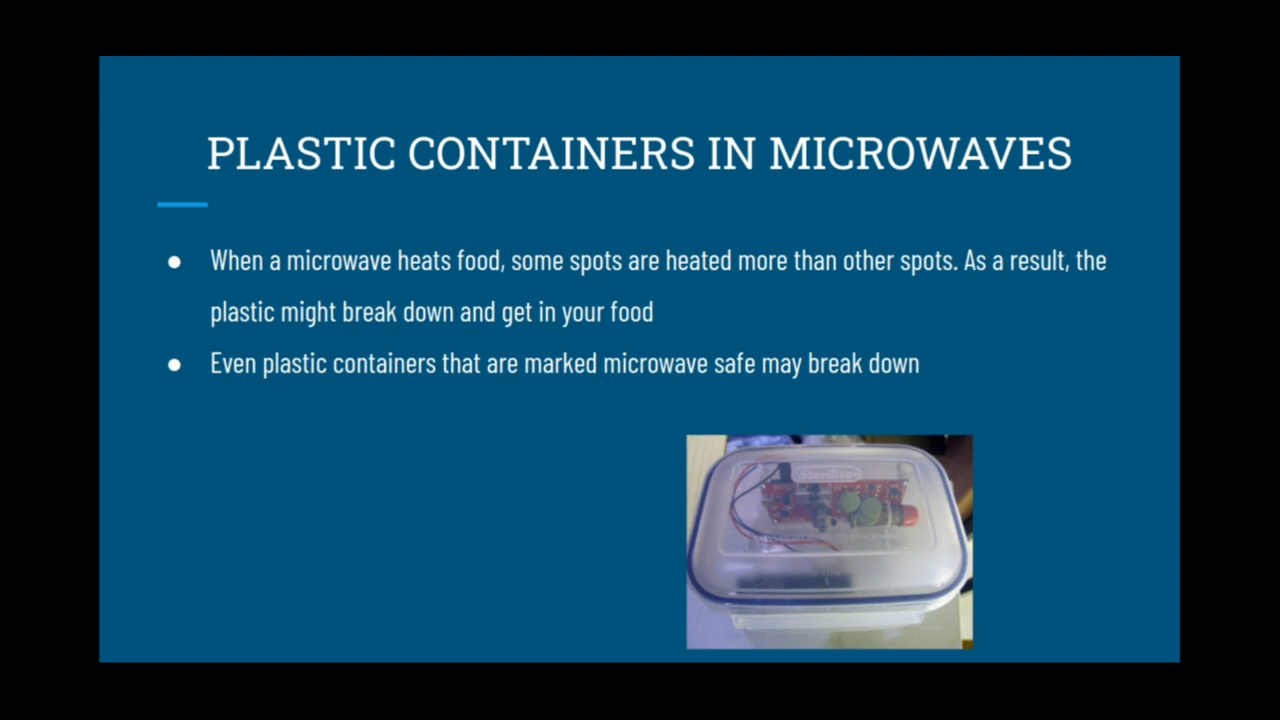 PLASTIC CONTAINERS IN MICROWAVES
● When a microwave heats food, some spots are heated more than other spots. As a result, the
plastic might break down and get in your food
● Even plastic containers that are marked microwave safe may break down
Sterilite